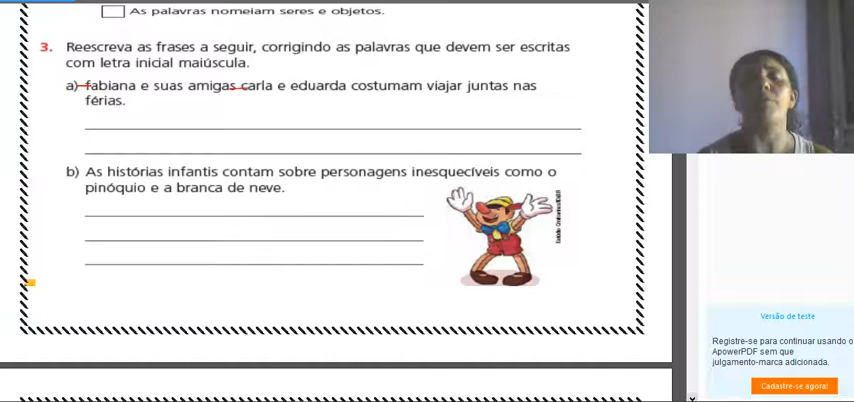 As palavras nomeiam seres e objetos.
3. Reescreva as frases a seguir, corrigindo as palavras que devem ser escritas
com letra inicial maiúscula.
a) fabiana e suas amigas carla e eduarda costumam viajar juntas nas
férias.
b) As histórias infantis contam sobre personagens inesquecíveis como o
pinóquio e a branca de neve.
Versão de teste
Registre-se para continuar usando o
ApowerPDF sem que
julgamento-marca adicionada.
Cadastre-se agora!